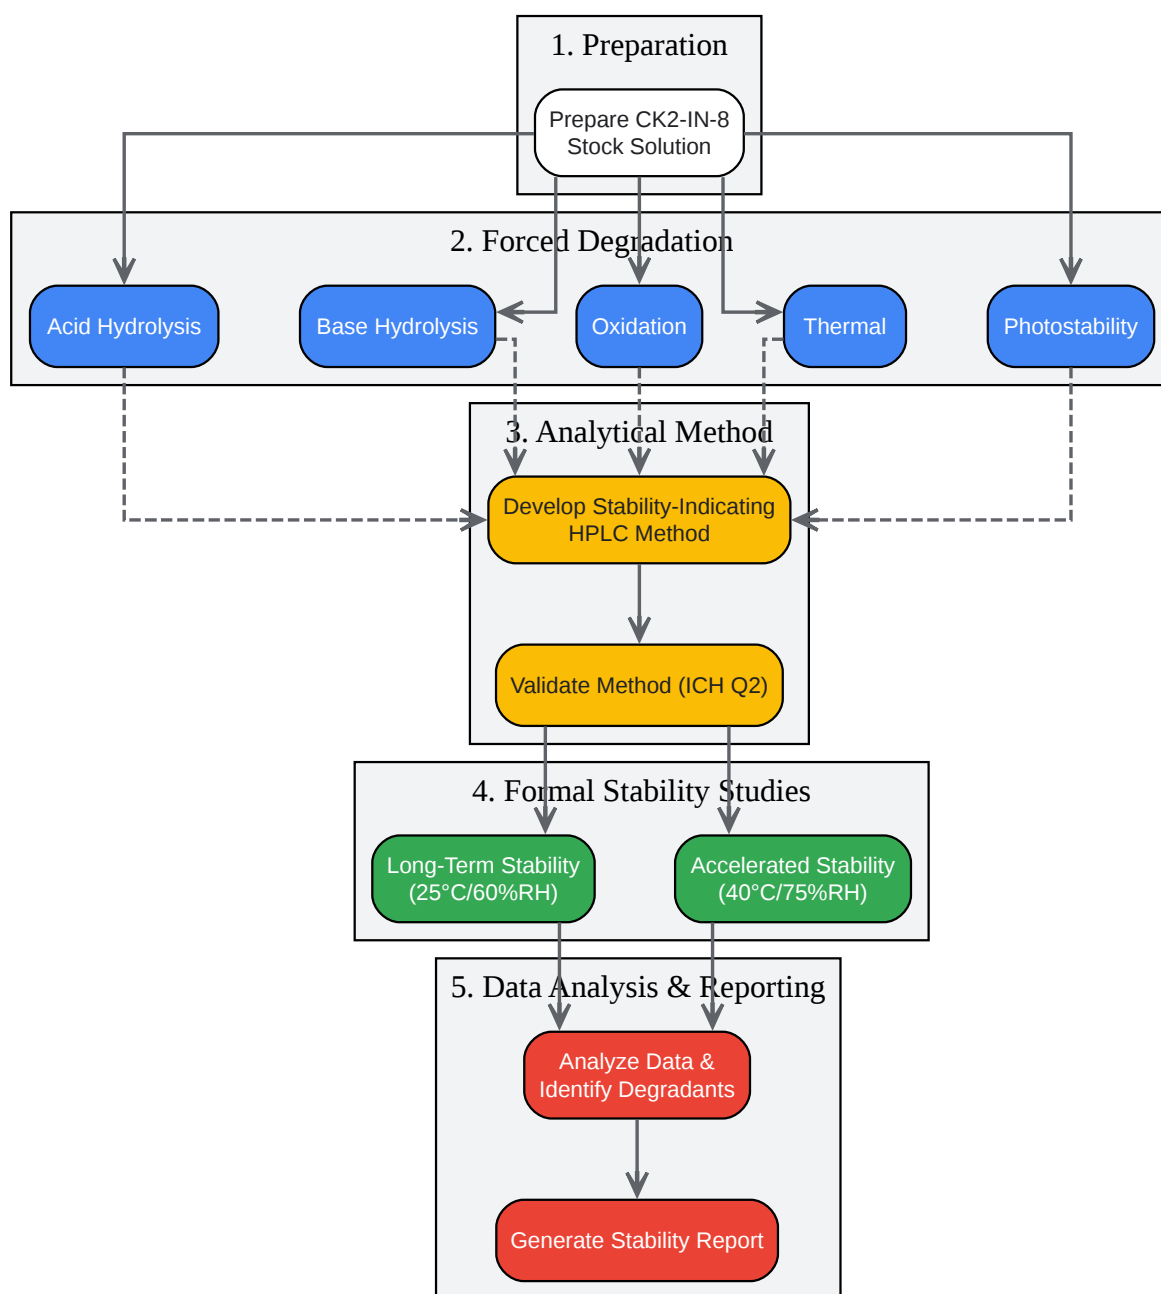 1. Preparation
Prepare CK2-IN-8
Stock Solution
2. Forced Degradation
Acid Hydrolysis
Base Hydrolysis
Oxidation
Thermal
Photostability
3. Analytical Method
Develop Stability-Indicating
HPLC Method
Validate Method (ICH Q2)
4. Formal Stability Studies
Long-Term Stability
(25°C/60%RH)
Accelerated Stability
(40°C/75%RH)
5. Data Analysis & Reporting
Analyze Data &
Identify Degradants
Generate Stability Report